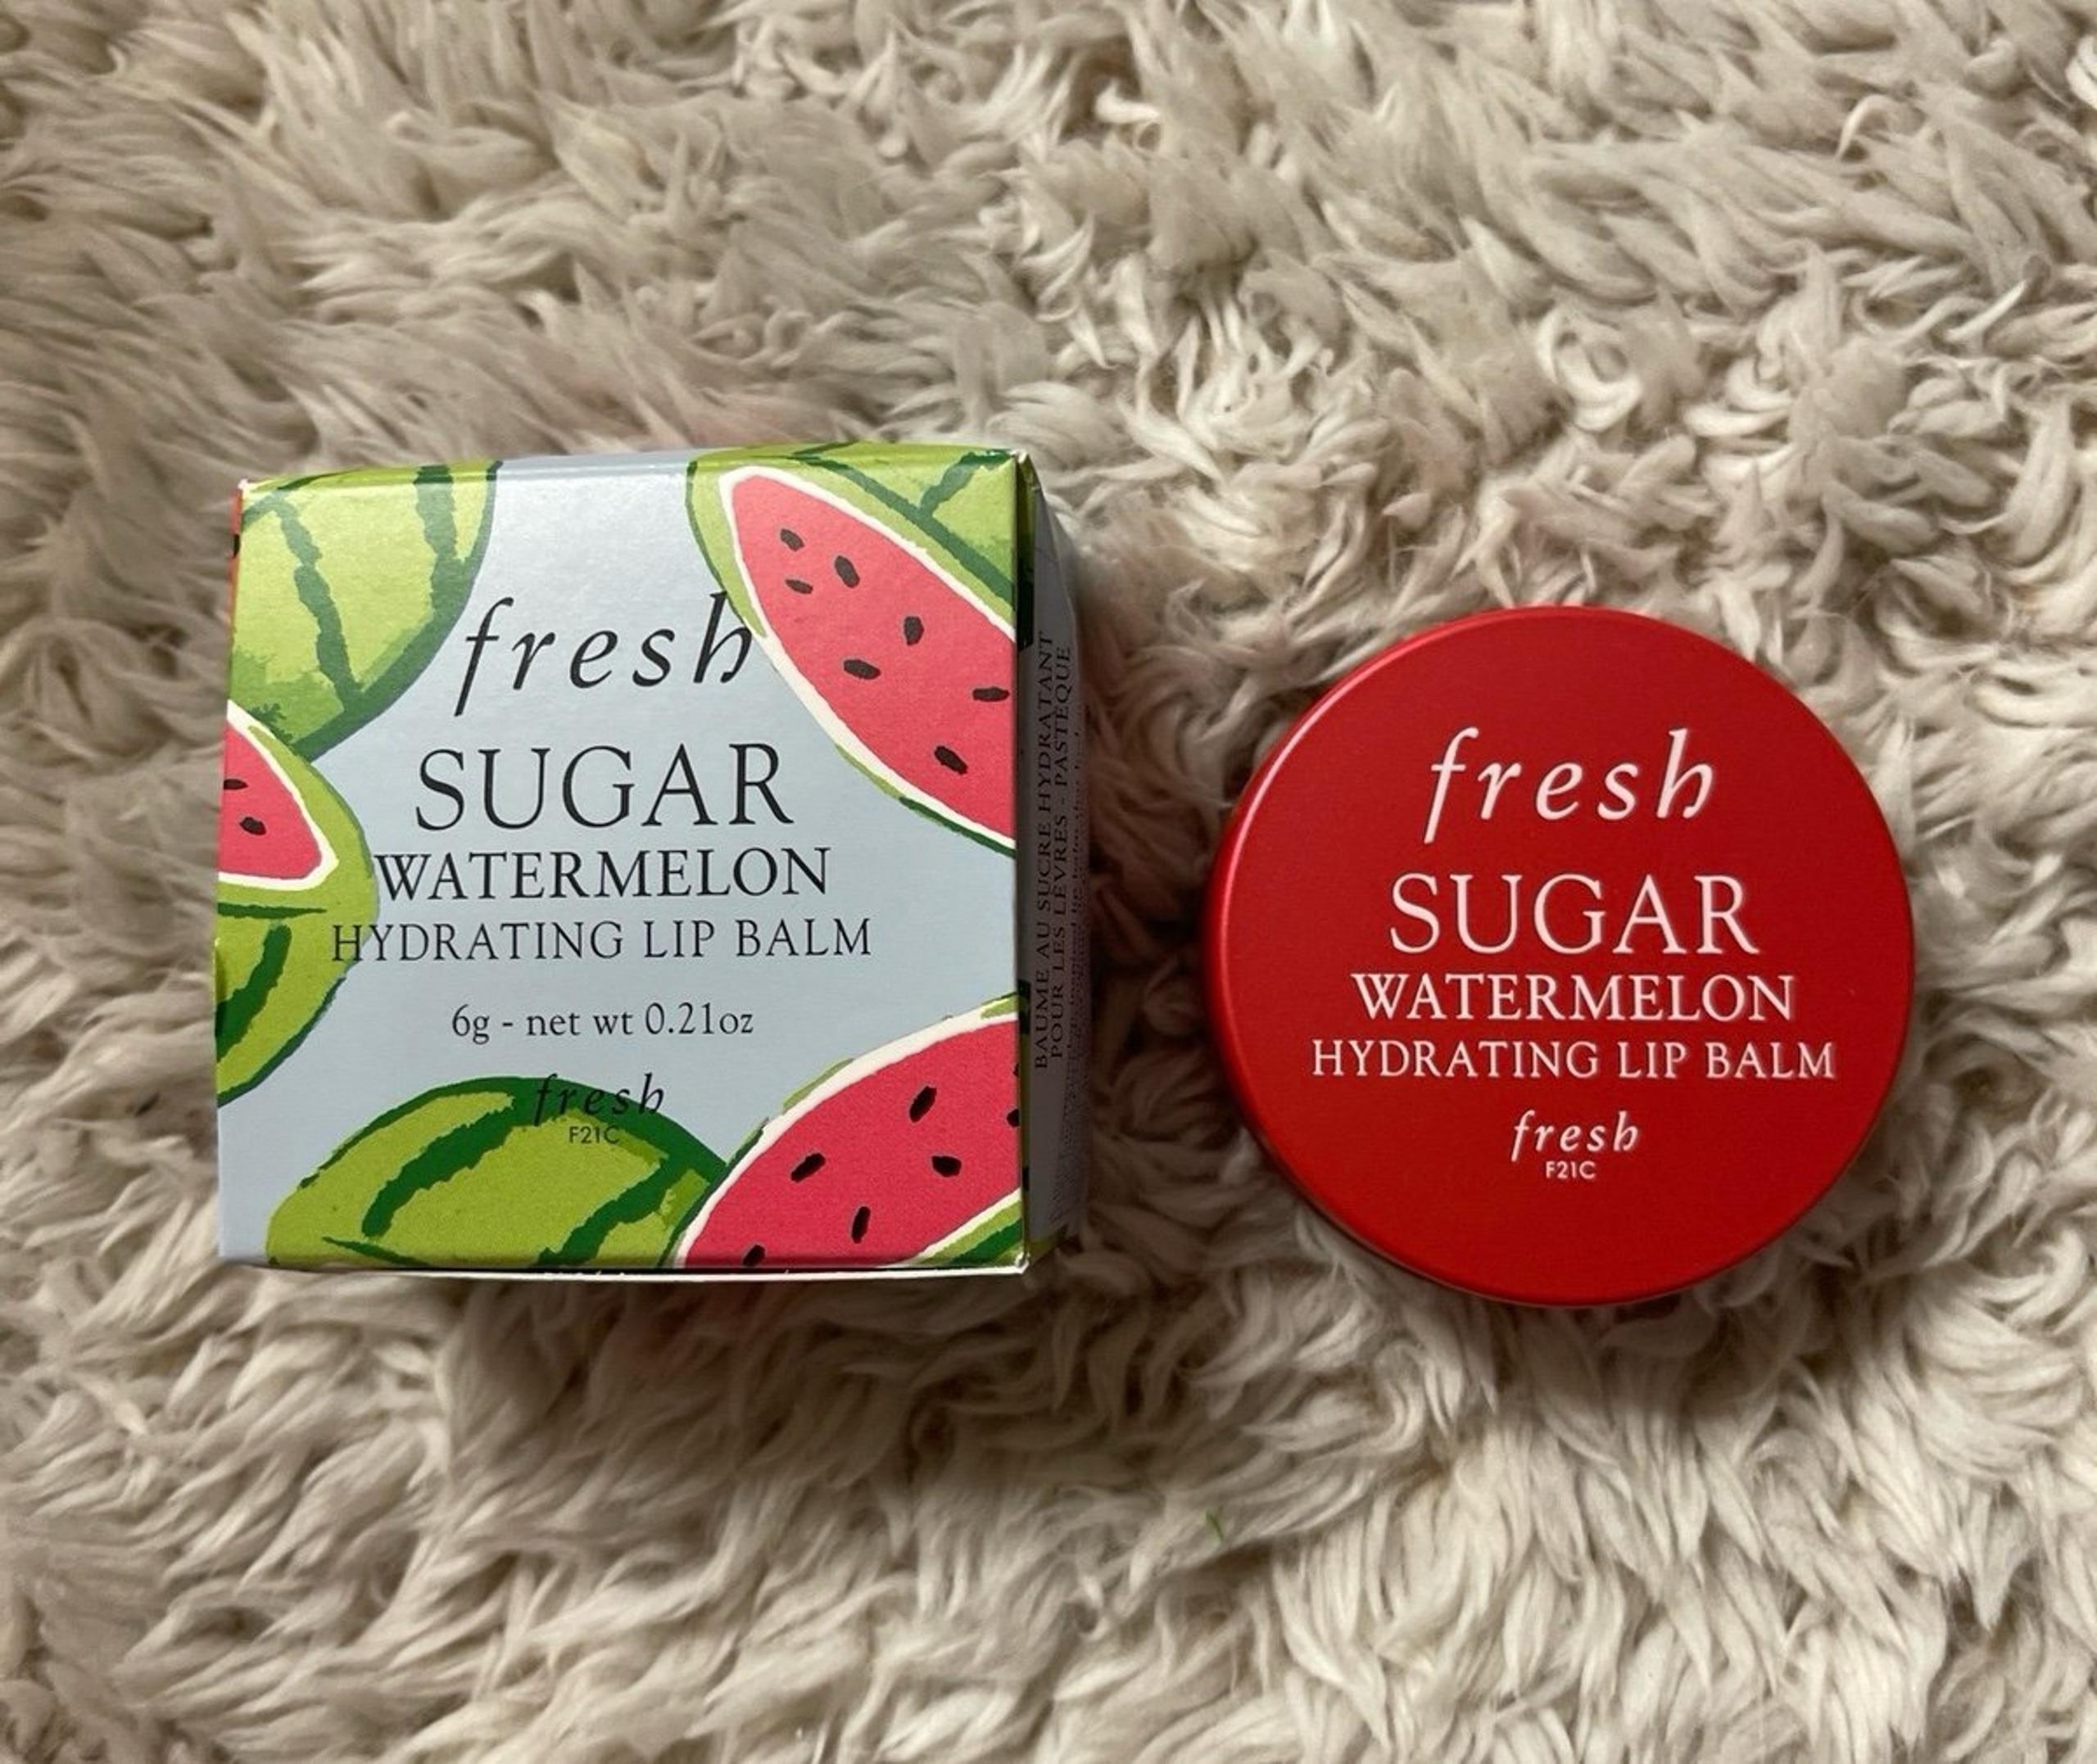 fresh
SUGAR
WATERMELON
HYDRATING LIP BALM
6g - net wt 0.21oz
fresh
F21C
BAUME AU SUCRE HYDRATANT
POUR LES LÈVRES - PASTÈQUE
fresh
SUGAR
WATERMELON
HYDRATING LIP BALM
fresh
F21C